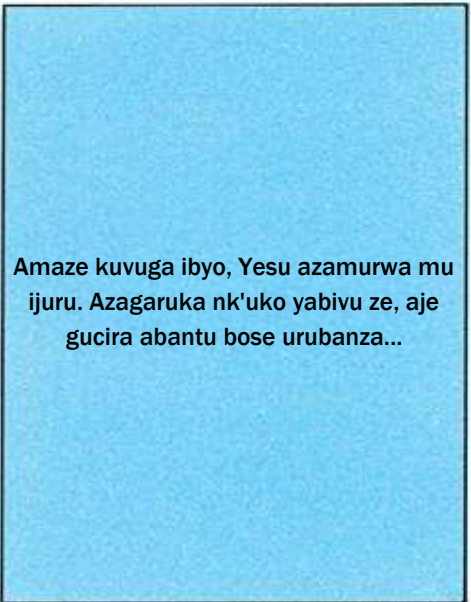 Amaze kuvuga ibyo, Yesu azamurwa mu
ijuru. Azagaruka nk'uko yabivu ze, aje
gucira abantu bose urubanza...